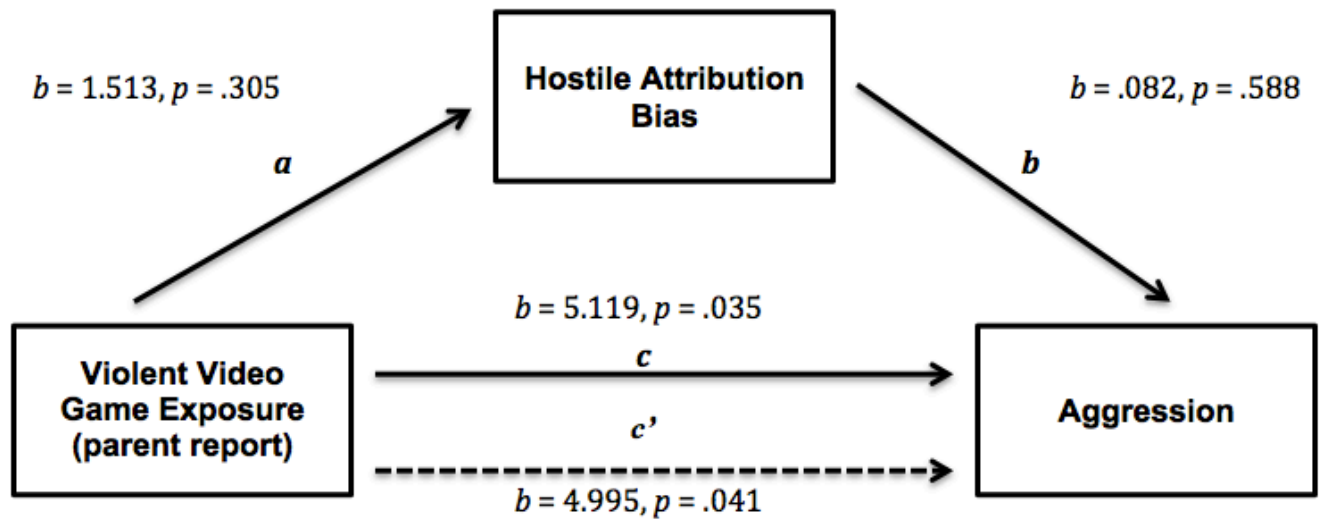 b = 1.513, p = .305
Hostile Attribution
Bias
b = .082, p = .588
a
b
b = 5.119, p = .035
c
Violent Video
Game Exposure
(parent report)
c’
Aggression
b = 4.995, p = .041